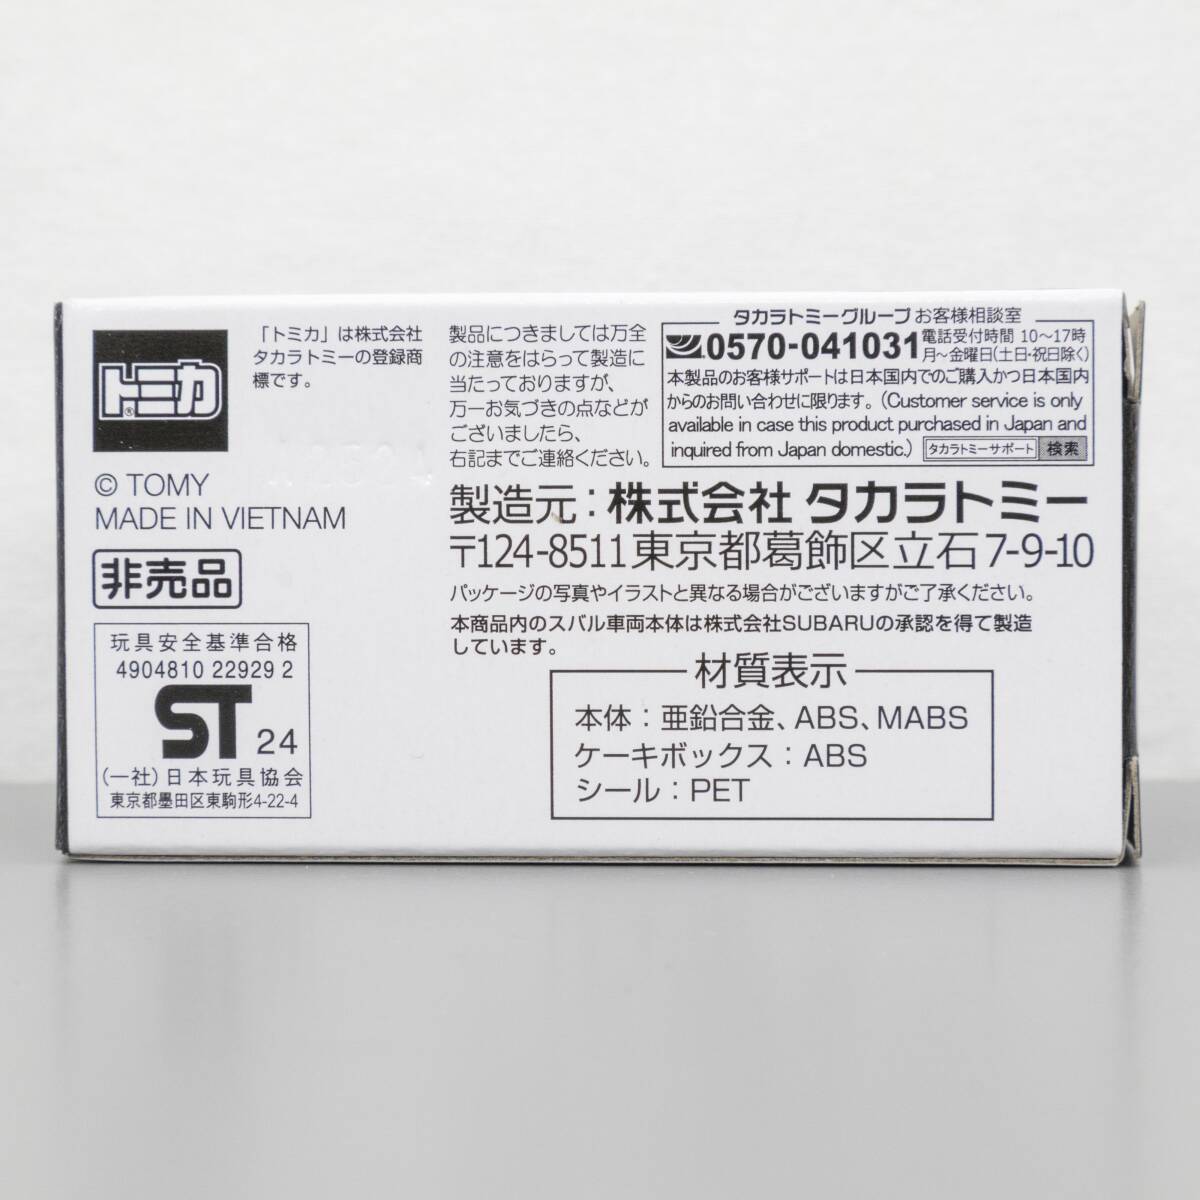 トミカ®
「トミカ」は株式会社
タカラトミーの登録商
標です。
© TOMY
MADE IN VIETNAM
非売品
玩具安全基準合格
4904810 22929 2
ST 24
(一社)日本玩具協会
東京都墨田区東駒形4-22-4
製品につきましては万全
の注意をはらって製造に
当たっておりますが、
万一お気づきの点などが
ございましたら、
右記までご連絡ください。
タカラトミーグループ お客様相談室
0570-041031 電話受付時間 10〜17時
月〜金曜日(土日・祝日除く)
本製品のお客様サポートは日本国内でのご購入かつ日本国内
からのお問い合わせに限ります。(Customer service is only
available in case this product purchased in Japan and
inquired from Japan domestic.) タカラトミーサポート 検索
製造元：株式会社 タカラトミー
〒124-8511 東京都葛飾区立石 7-9-10
パッケージの写真やイラストと異なる場合がございますがご了承ください。
本商品内のスバル車両本体は株式会社SUBARUの承認を得て製造
しています。
材質表示
本体：亜鉛合金、ABS、MABS
ケーキボックス：ABS
シール：PET